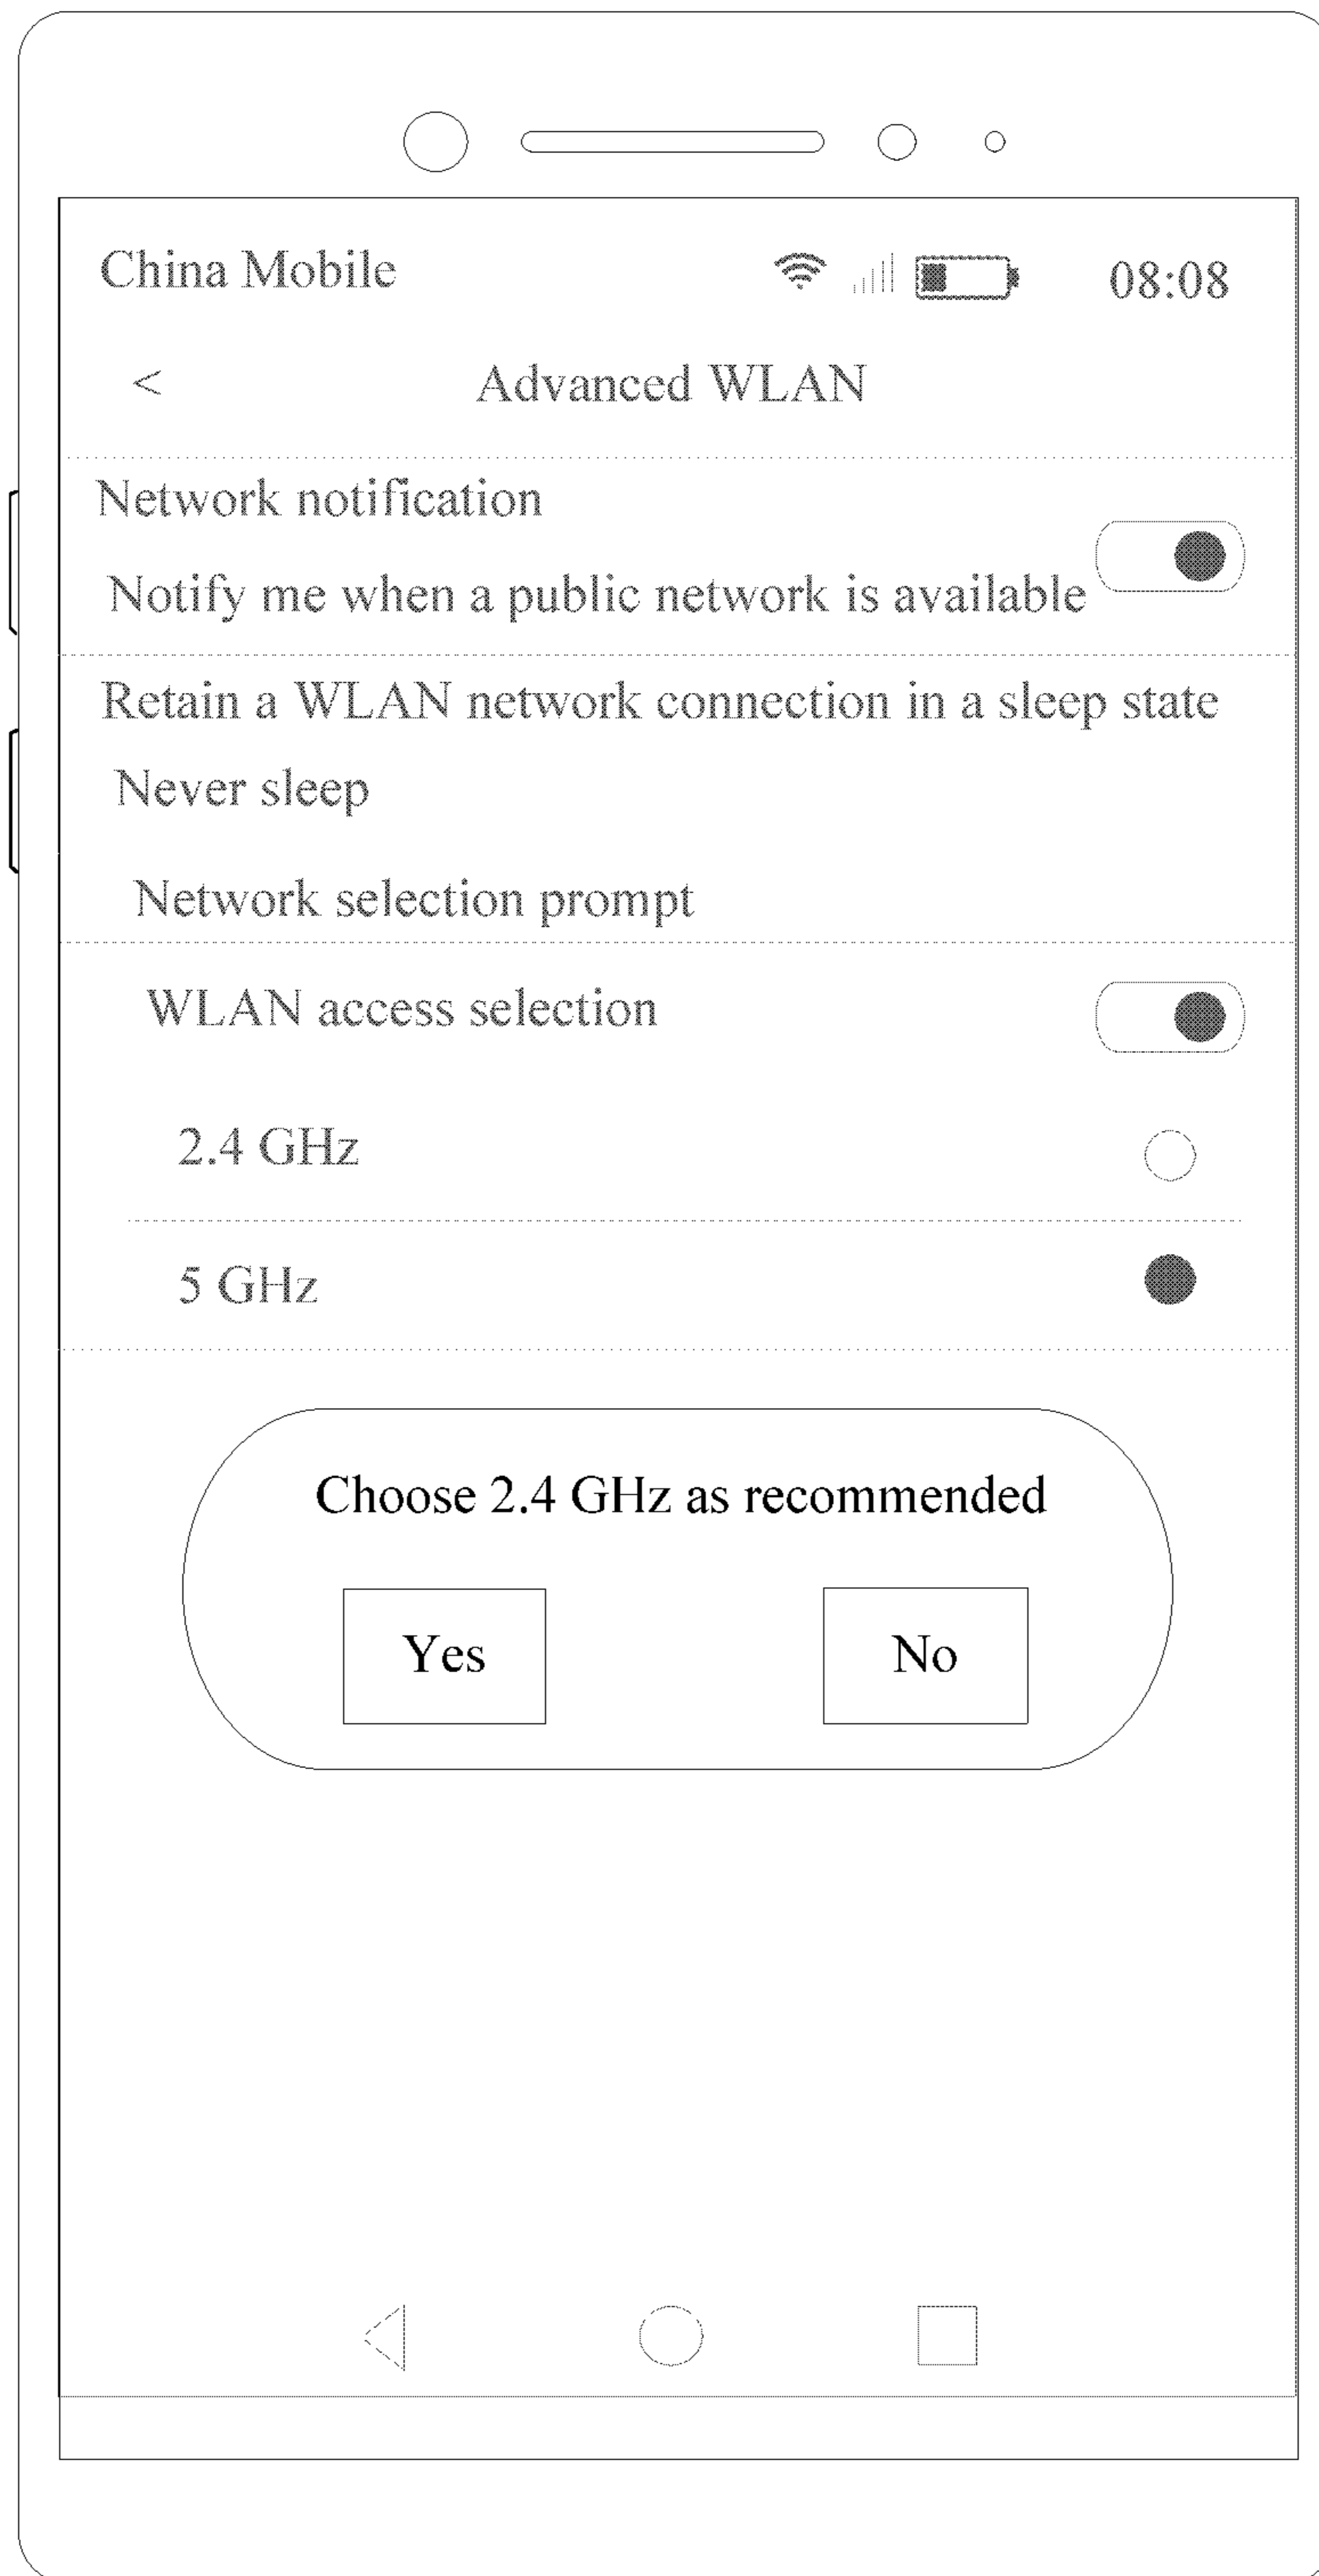 China Mobile 08:08
< Advanced WLAN
Network notification
Notify me when a public network is available
Retain a WLAN network connection in a sleep state
Never sleep
Network selection prompt
WLAN access selection
2.4 GHz
5 GHz
Choose 2.4 GHz as recommended
Yes No